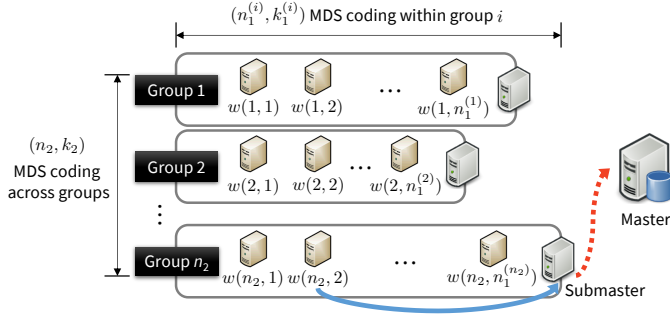 (n_1^{(i)}, k_1^{(i)}) MDS coding within group i
Group 1
w(1, 1) w(1, 2) ... w(1, n_1^{(1)})
(n_2, k_2)
MDS coding
across groups
Group 2
w(2, 1) w(2, 2) ... w(2, n_1^{(2)})
Master
⋮
Group n_2
w(n_2, 1) w(n_2, 2) ... w(n_2, n_1^{(n_2)})
Submaster